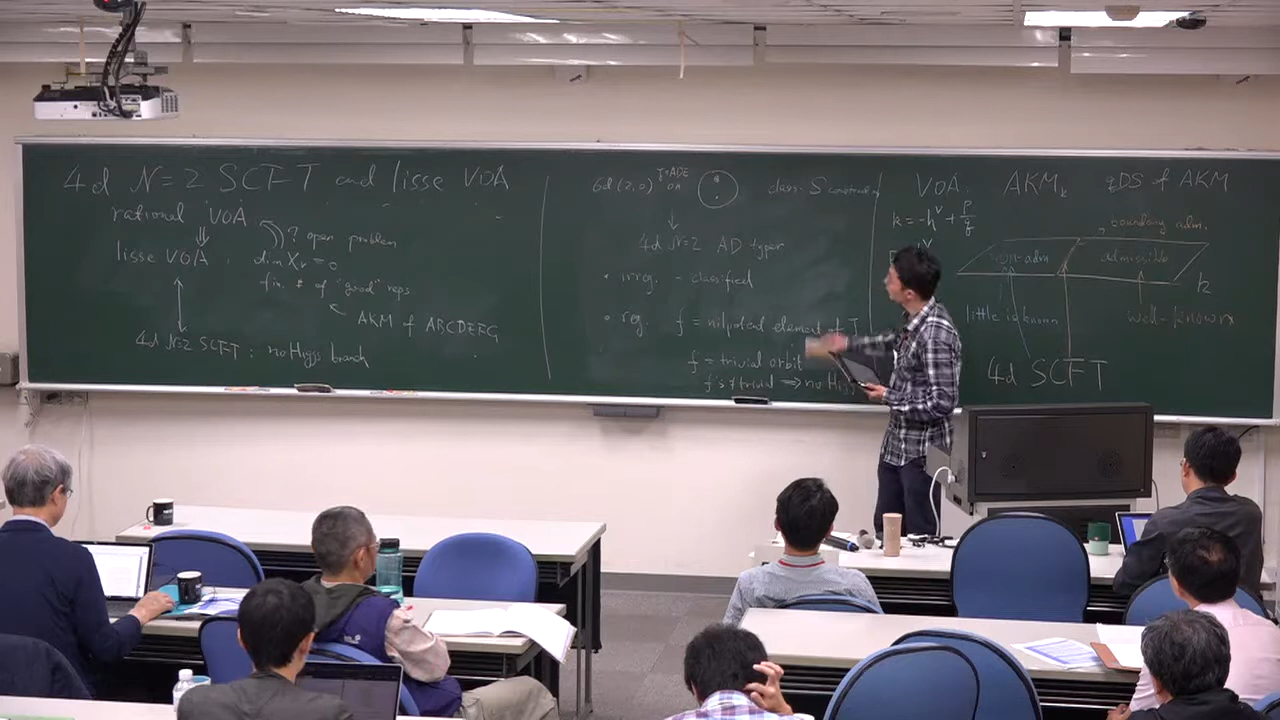 4d N=2 SCFT and lisse VOA
rational VOA
⇓ ? open problem
lisse VOA, dim X_V = 0
fin. # of "good" reps
← AKM of ABCDEFG
4d N=2 SCFT : no Higgs branch
6d (2,0) J=ADE on
class-S
↓
4d N=2 AD types
• irreg. - classified
• reg. f = nilpotent element of J
f = trivial orbit
f's ≠ trivial ⇒ no
VOA. AKM_k qDS of AKM
k = -h^∨ + p/q
boundary adm.
non-adm admissible
k
little is known well-known
4d SCFT